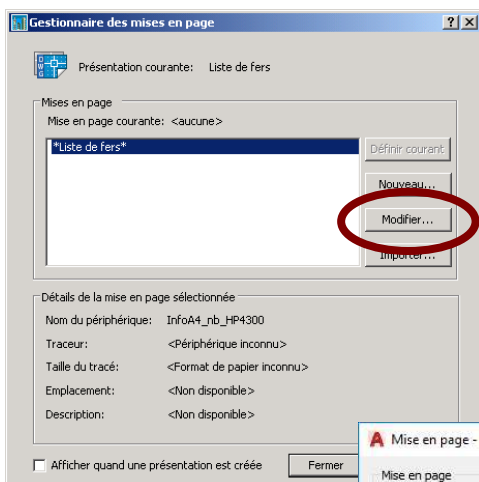 Gestionnaire des mises en page
Présentation courante: Liste de fers
Mises en page
Mise en page courante: <aucune>
*Liste de fers*
Définir courant
Nouveau...
Modifier...
Importer...
Détails de la mise en page sélectionnée
Nom du périphérique: InfoA4_nb_HP4300
Traceur: <Périphérique inconnu>
Taille du tracé: <Format de papier inconnu>
Emplacement: <Non disponible>
Description: <Non disponible>
Afficher quand une présentation est créée
Fermer
A Mise en page -
Mise en page